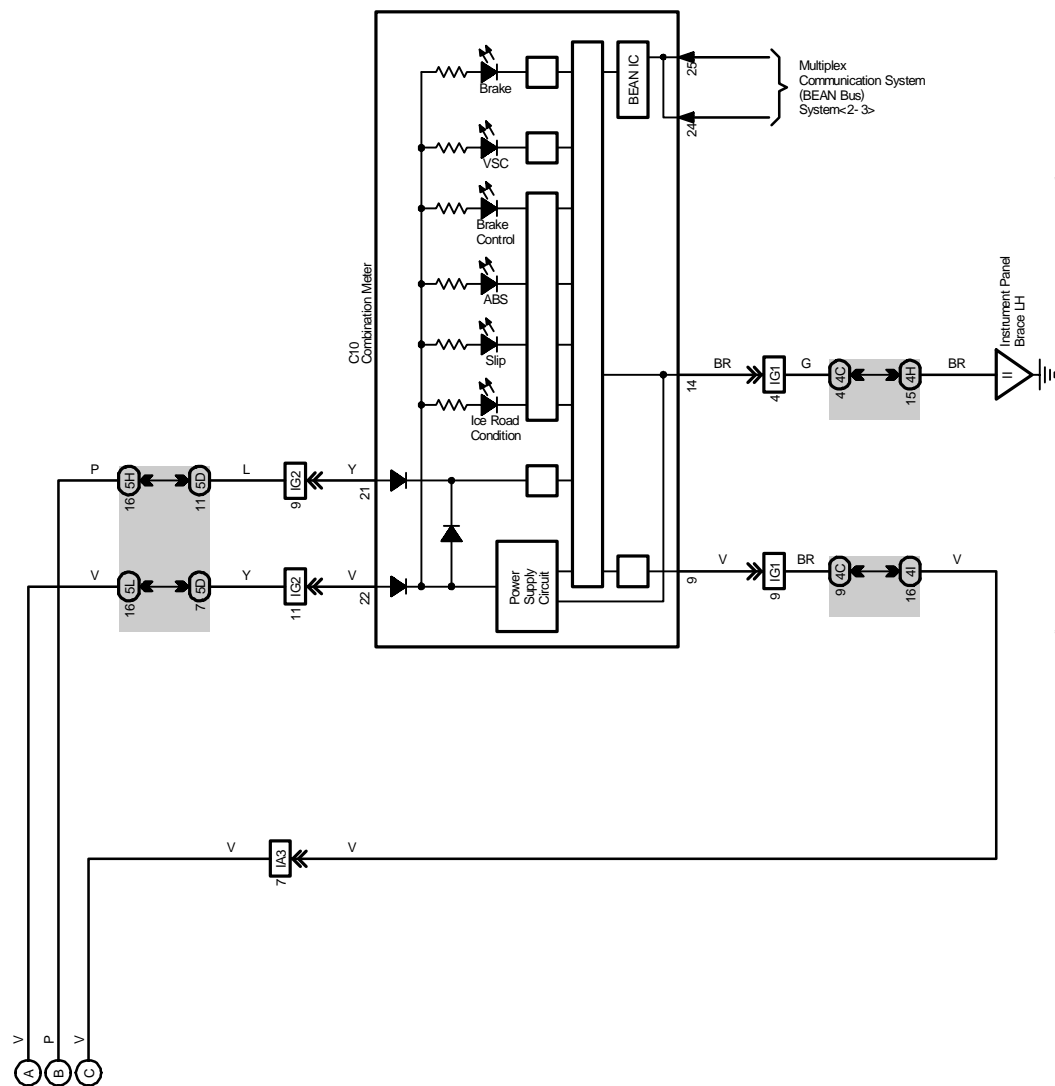 C10
Combination Meter
Brake
VSC
Brake
Control
ABS
Slip
Ice Road
Condition
BEAN IC
25
24
Multiplex
Communication System
(BEAN Bus)
System<2- 3>
14
BR
IG1
4
G
4C
4
4H
15
BR
II
Instrument Panel
Brace LH
P
5H
16
5D
11
L
IG2
9
Y
21
V
5L
16
5D
7
Y
IG2
11
V
22
Power
Supply
Circuit
9
V
IG1
9
BR
4C
9
4I
16
V
V
IA3
7
V
V
P
V
A
B
C